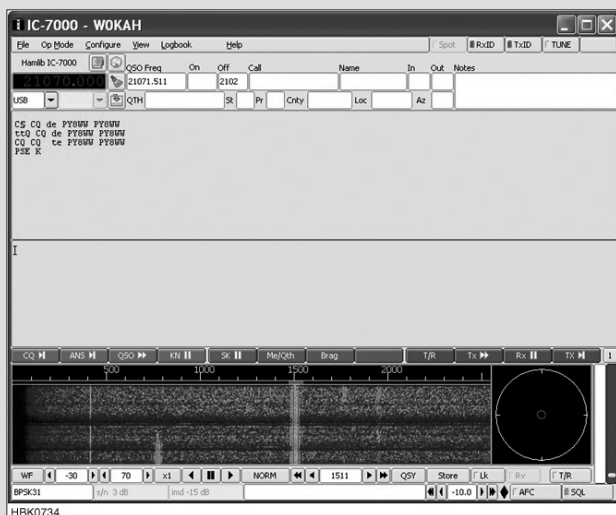 IC-7000 - W0KAH
File Op Mode Configure View Logbook Help Spot RxID TxID TUNE
Hamlib IC-7000 QSO Freq On Off Call Name In Out Notes
21070.000 21071.511 2102
USB QTH St Pr Cnty Loc Az
CS CQ de PY8WW PY8WW
ttQ CQ de PY8WW PY8WW
CQ CQ te PY8WW PY8WW
PSE K
CQ ANS QSO KN SK Me/Qth Brag T/R Tx Rx TX 1
500 1000 1500 2000
WF -30 70 x1 NORM 1511 QSY Store Lk Rv T/R
BPSK31 s/n 3 dB imd -15 dB -10.0 AFC SQL
HBK0734